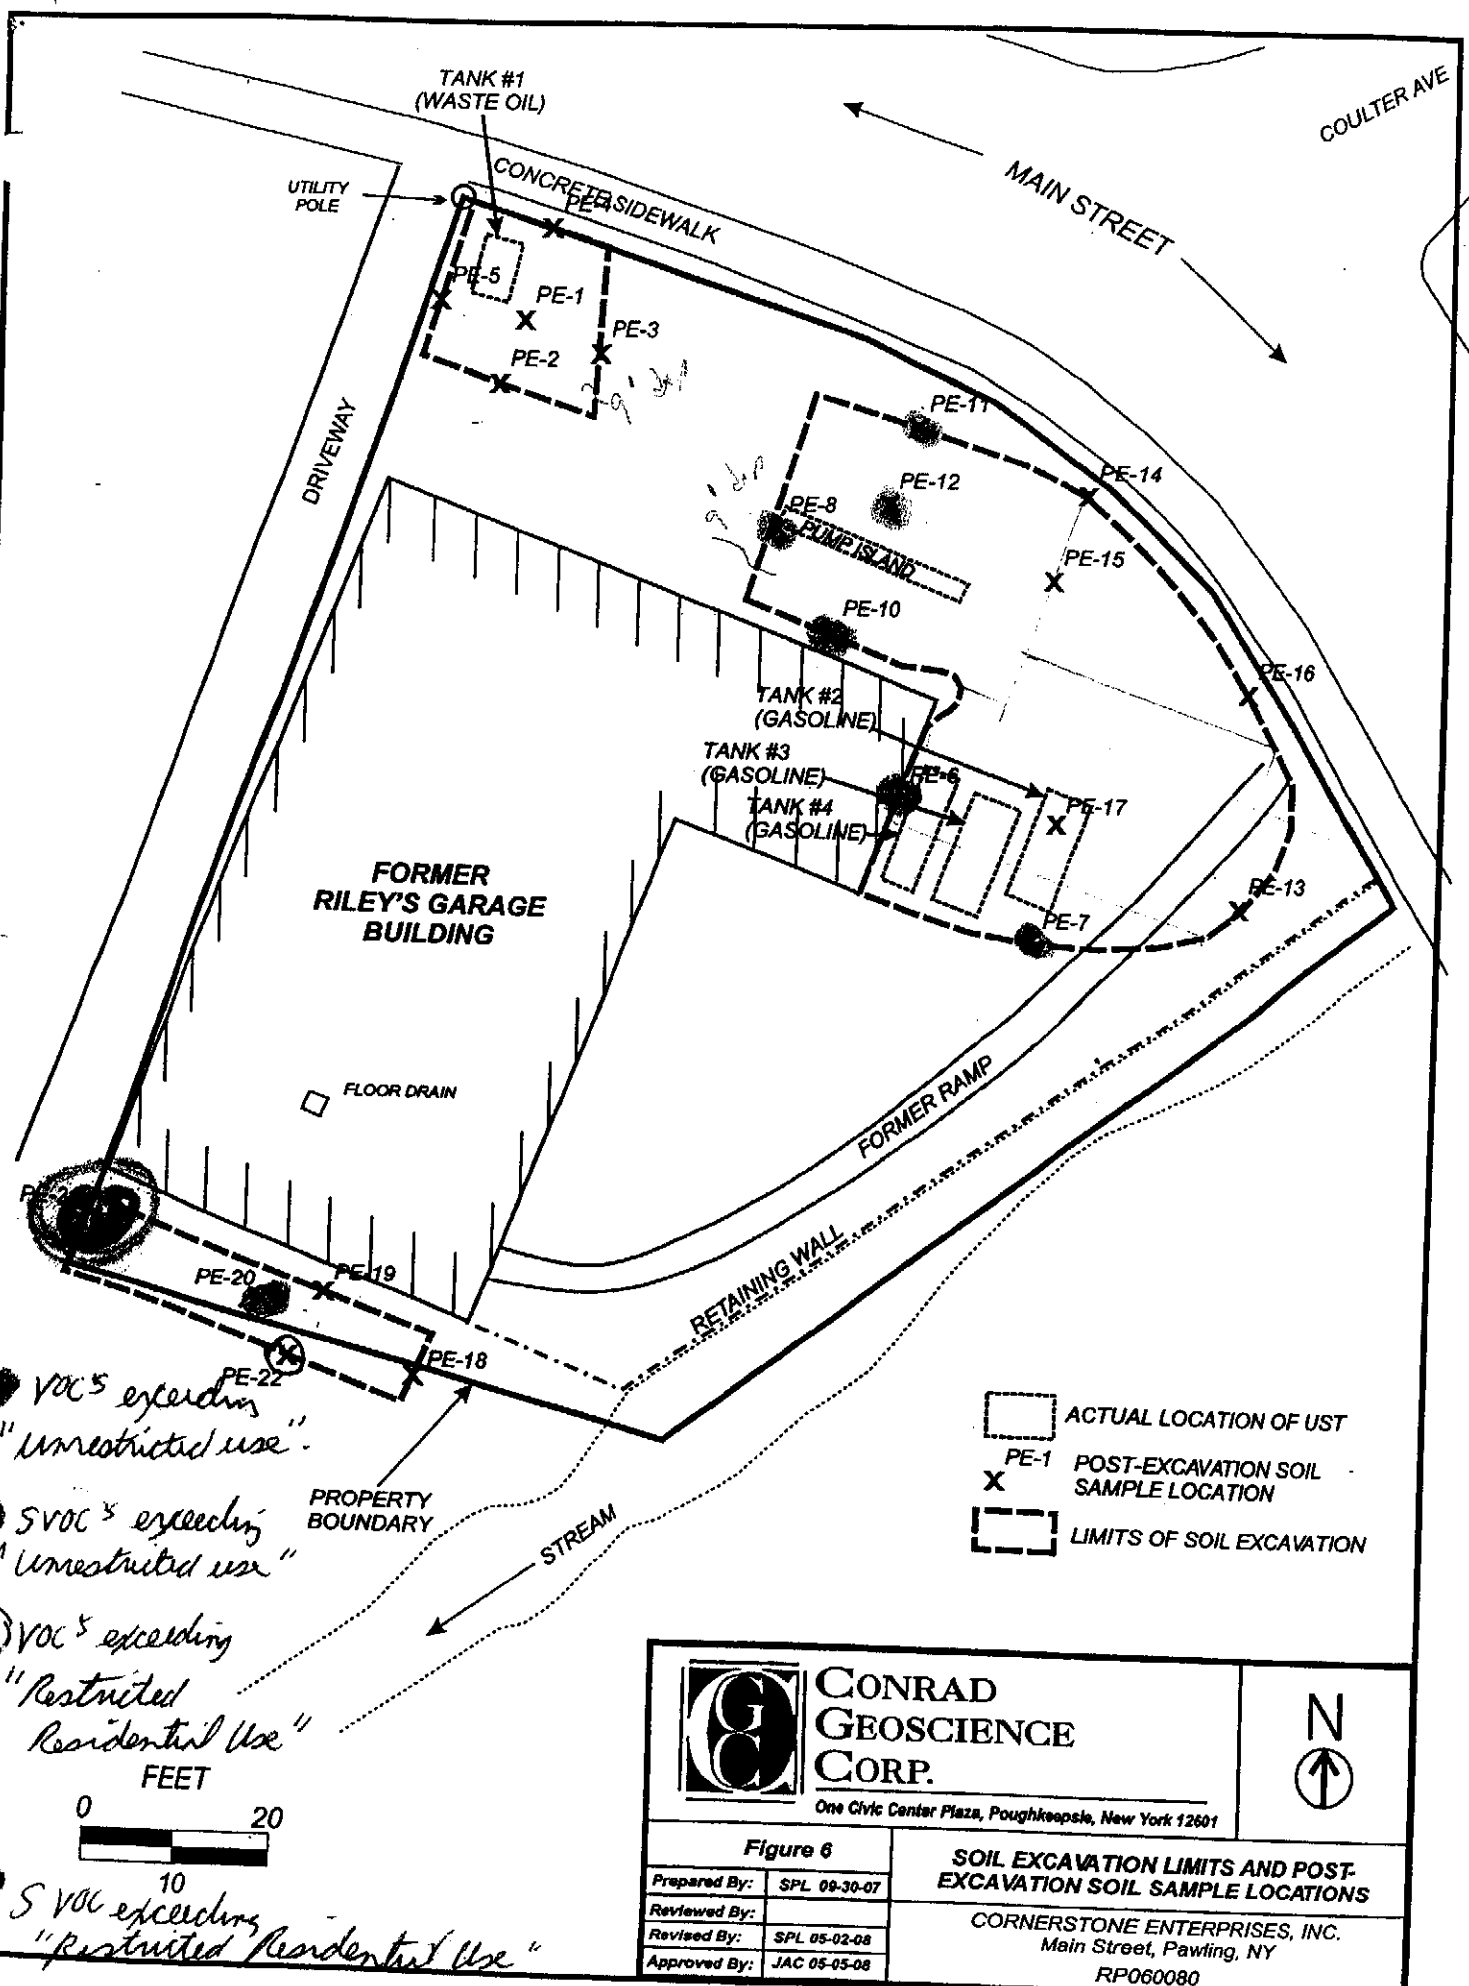 TANK #1
(WASTE OIL)
COULTER AVE
MAIN STREET
CONCRETE SIDEWALK
UTILITY
POLE
PE-4
PE-5
PE-1
PE-3
PE-2
9'
DRIVEWAY
PE-11
PE-14
PE-12
9'
PE-8
PUMP ISLAND
PE-15
PE-10
PE-16
TANK #2
(GASOLINE)
TANK #3
(GASOLINE)
PE-6
TANK #4
(GASOLINE)
PE-17
FORMER
RILEY'S GARAGE
BUILDING
PE-13
PE-7
FLOOR DRAIN
FORMER RAMP
RETAINING WALL
PE-20
PE-19
PE-18
PE-22
VOC'S exceeding
"Unrestricted use".
SVOC'S exceeding
"Unrestricted use"
VOC'S exceeding
"Restricted
Residential Use"
PROPERTY
BOUNDARY
STREAM
ACTUAL LOCATION OF UST
PE-1
X
POST-EXCAVATION SOIL
SAMPLE LOCATION
LIMITS OF SOIL EXCAVATION
FEET
0 20
10
SVOC exceeding
"Restricted Residential Use"
CGC
CONRAD
GEOSCIENCE
CORP.
One Civic Center Plaza, Poughkeepsie, New York 12601
N
Figure 6
Prepared By: SPL 09-30-07
Reviewed By:
Revised By: SPL 05-02-08
Approved By: JAC 05-05-08
SOIL EXCAVATION LIMITS AND POST-
EXCAVATION SOIL SAMPLE LOCATIONS
CORNERSTONE ENTERPRISES, INC.
Main Street, Pawling, NY
RP060080